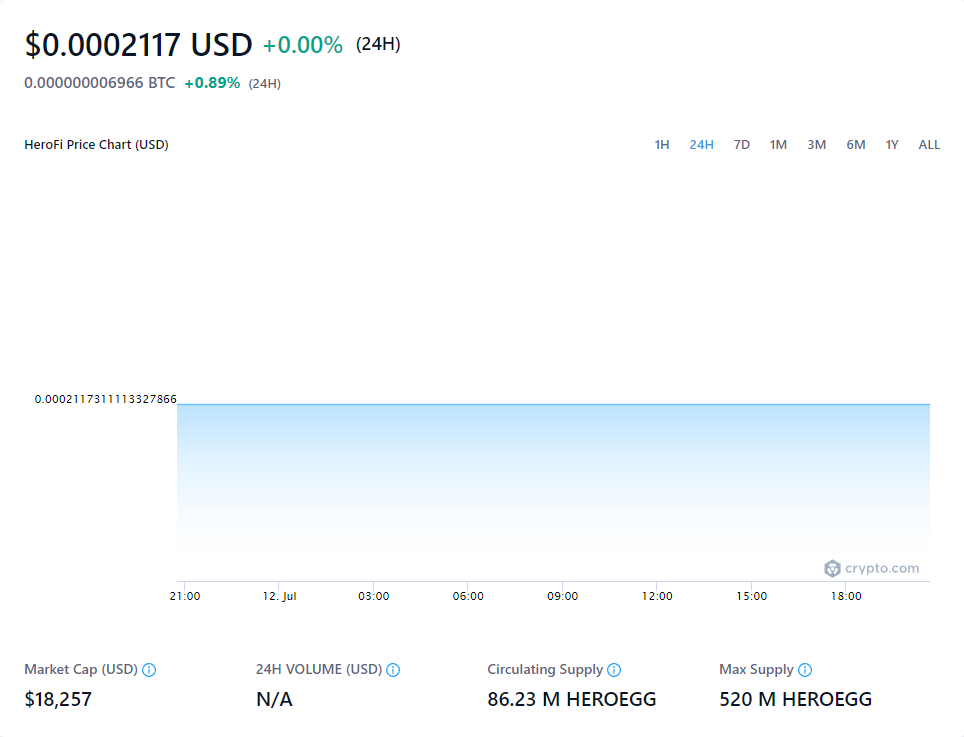 $0.0002117 USD +0.00% (24H)
0.000000006966 BTC +0.89% (24H)
HeroFi Price Chart (USD) 1H 24H 7D 1M 3M 6M 1Y ALL
0.0002117311113327866
crypto.com
21:00 12. Jul 03:00 06:00 09:00 12:00 15:00 18:00
Market Cap (USD) 24H VOLUME (USD) Circulating Supply Max Supply
$18,257 N/A 86.23 M HEROEGG 520 M HEROEGG